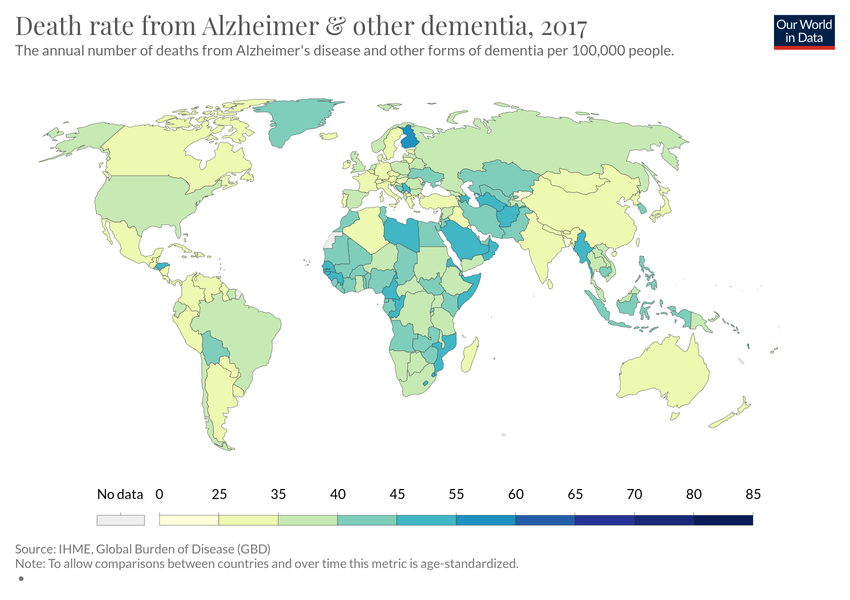 Death rate from Alzheimer & other dementia, 2017
The annual number of deaths from Alzheimer's disease and other forms of dementia per 100,000 people.
Our World
in Data
No data 0 25 35 40 45 55 60 65 70 80 85
Source: IHME, Global Burden of Disease (GBD)
Note: To allow comparisons between countries and over time this metric is age-standardized.